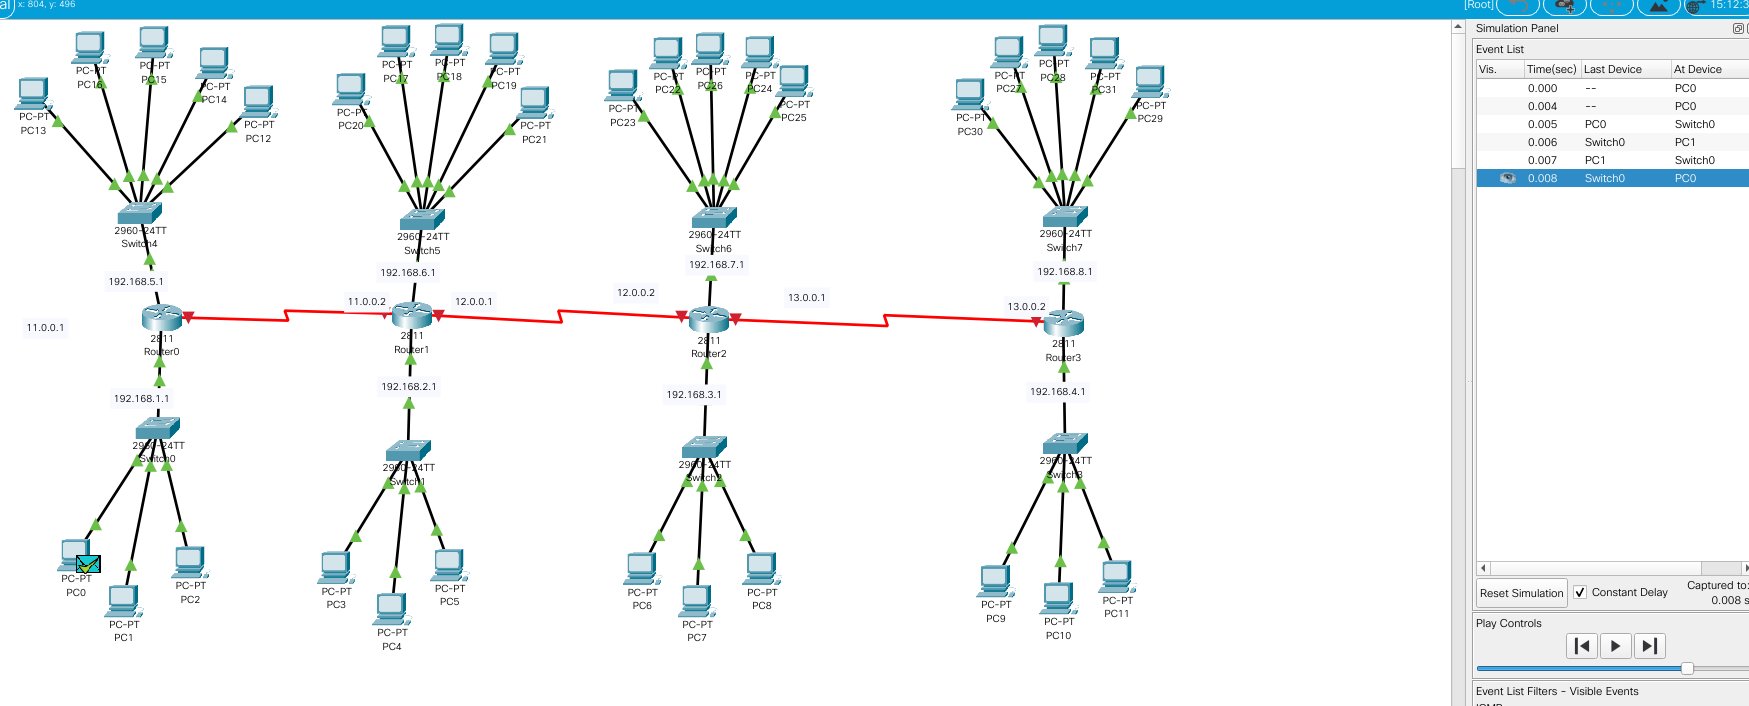 al
x: 804, y: 496
[Root]
15:12:3
PC-PT
PC16
PC-PT
PC15
PC-PT
PC14
PC-PT
PC13
PC-PT
PC12
PC-PT
PC17
PC-PT
PC18
PC-PT
PC19
PC-P
PC20
PC-PT
PC21
PC-PT
PC22
PC-PT
PC26
PC-PT
PC24
PC-PT
PC23
PC-PT
PC25
PC-PT
PC27
PC-PT
PC28
PC-PT
PC31
PC-PT
PC30
PC-PT
PC29
2960-24TT
Switch4
2960-24TT
Switch5
2960-24TT
Switch6
2960-24TT
Switch7
192.168.5.1
192.168.6.1
192.168.7.1
192.168.8.1
11.0.0.1
11.0.0.2
12.0.0.1
12.0.0.2
13.0.0.1
13.0.0.2
2811
Router0
2811
Router1
2811
Router2
2811
Router3
192.168.1.1
192.168.2.1
192.168.3.1
192.168.4.1
2960-24TT
Switch0
2960-24TT
Switch1
2960-24TT
Switch2
2960-24TT
Switch3
PC-PT
PC0
PC-PT
PC1
PC-PT
PC2
PC-PT
PC3
PC-PT
PC4
PC-PT
PC5
PC-PT
PC6
PC-PT
PC7
PC-PT
PC8
PC-PT
PC9
PC-PT
PC10
PC-PT
PC11
Simulation Panel
Event List
Vis. Time(sec) Last Device At Device
0.000 -- PC0
0.004 -- PC0
0.005 PC0 Switch0
0.006 Switch0 PC1
0.007 PC1 Switch0
0.008 Switch0 PC0
Reset Simulation Constant Delay Captured to:
0.008 s
Play Controls
Event List Filters - Visible Events